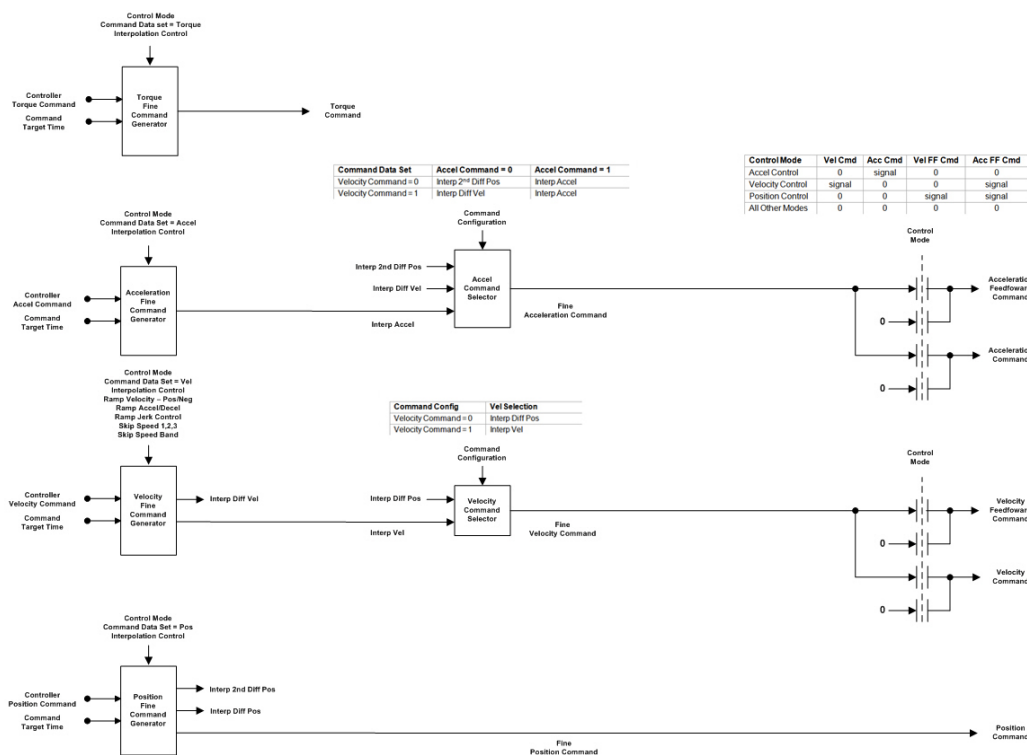 Control Mode
Command Data set = Torque
Interpolation Control
Controller
Torque Command
Command
Target Time
Torque
Fine
Command
Generator
Torque
Command
Command Data Set Accel Command = 0 Accel Command = 1
Velocity Command = 0 Interp 2nd Diff Pos Interp Accel
Velocity Command = 1 Interp Diff Vel Interp Accel
Control Mode Vel Cmd Acc Cmd Vel FF Cmd Acc FF Cmd
Accel Control 0 signal 0 0
Velocity Control signal 0 0 signal
Position Control 0 0 signal signal
All Other Modes 0 0 0 0
Control Mode
Command Data Set = Accel
Interpolation Control
Command
Configuration
Control
Mode
Controller
Accel Command
Command
Target Time
Acceleration
Fine
Command
Generator
Interp 2nd Diff Pos
Interp Diff Vel
Interp Accel
Accel
Command
Selector
Fine
Acceleration Command
0
0
Acceleration
Feedfoward
Command
Acceleration
Command
Control Mode
Command Data Set = Vel
Interpolation Control
Ramp Velocity – Pos/Neg
Ramp Accel/Decel
Ramp Jerk Control
Skip Speed 1,2,3
Skip Speed Band
Command Config Vel Selection
Velocity Command = 0 Interp Diff Pos
Velocity Command = 1 Interp Vel
Command
Configuration
Control
Mode
Controller
Velocity Command
Command
Target Time
Velocity
Fine
Command
Generator
Interp Diff Vel
Interp Diff Pos
Interp Vel
Velocity
Command
Selector
Fine
Velocity Command
0
0
Velocity
Feedfoward
Command
Velocity
Command
Control Mode
Command Data Set = Pos
Interpolation Control
Controller
Position Command
Command
Target Time
Position
Fine
Command
Generator
Interp 2nd Diff Pos
Interp Diff Pos
Fine
Position Command
Position
Command